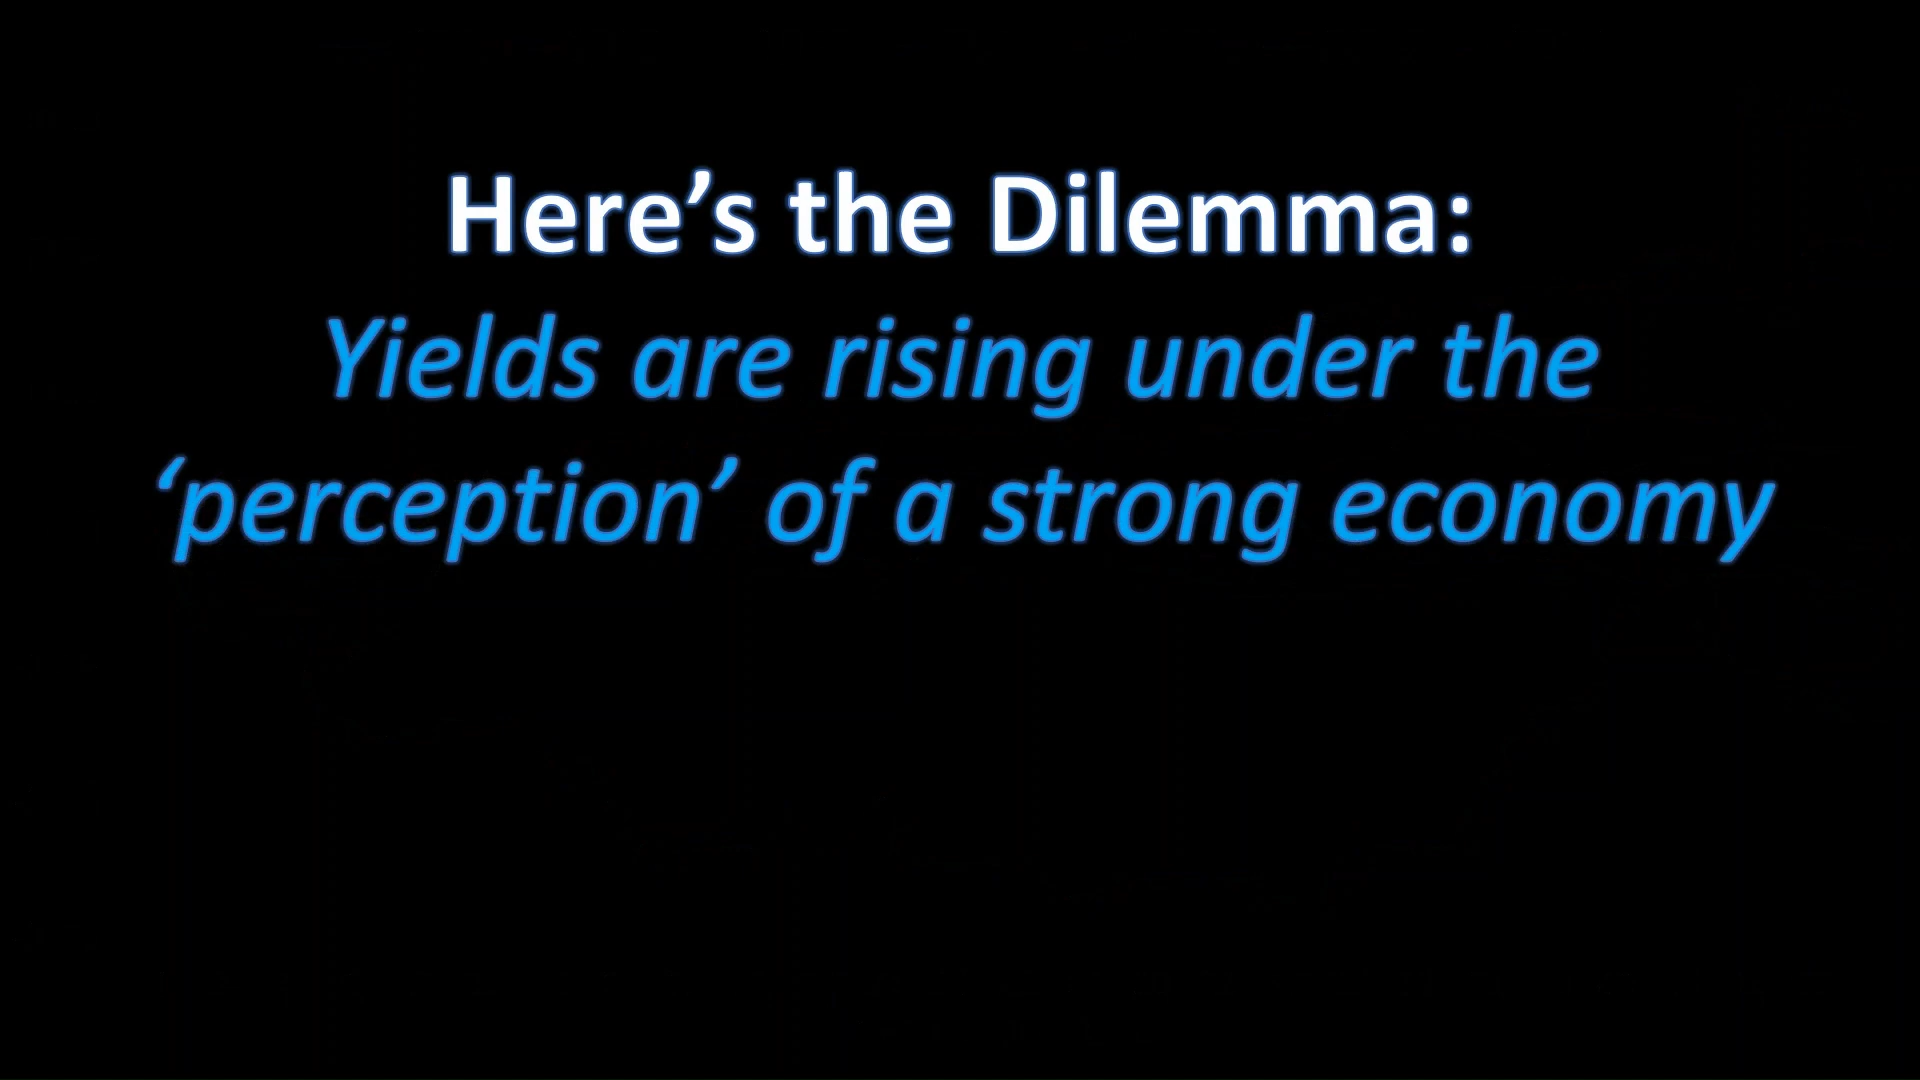 Here’s the Dilemma:
Yields are rising under the
‘perception’ of a strong economy